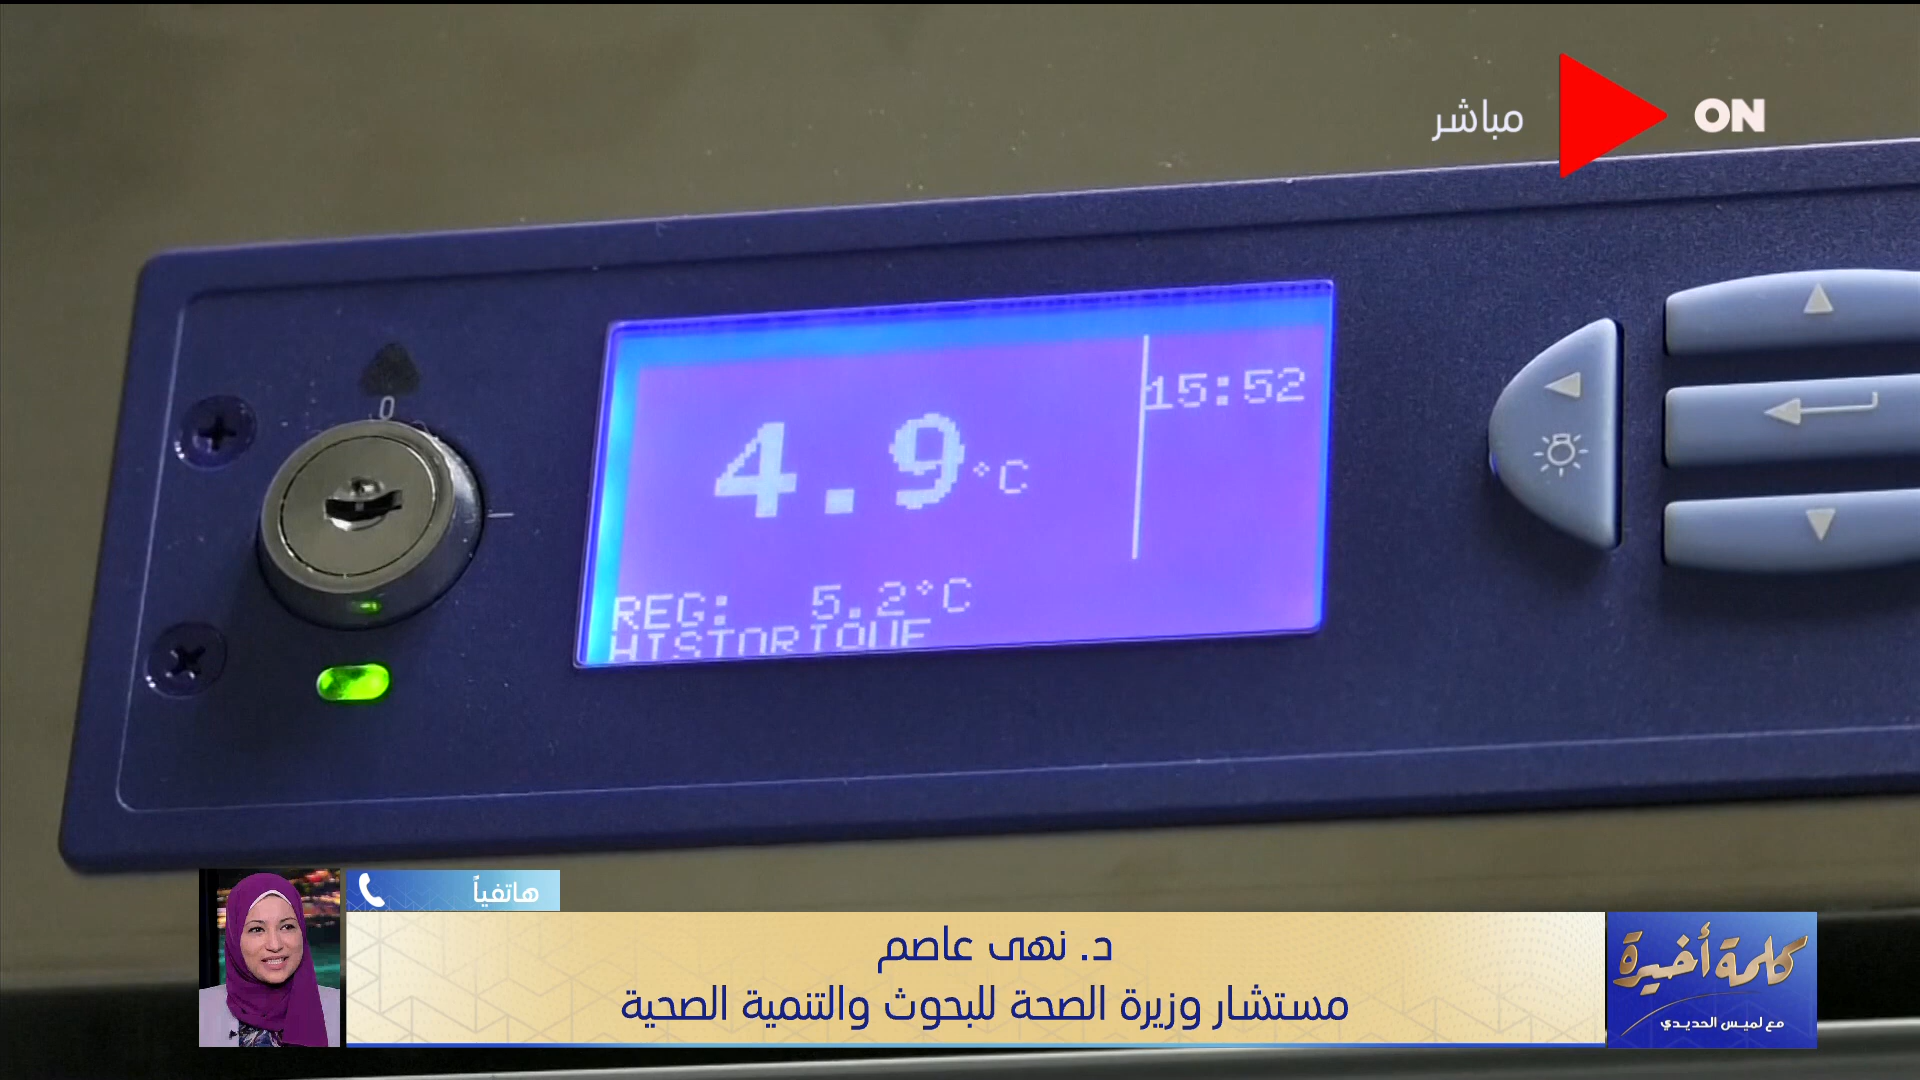 مباشر
ON
0
15:52
4.9°C
REG: 5.2°C
HISTORIQUE
هاتفياً
د. نهى عاصم
مستشار وزيرة الصحة للبحوث والتنمية الصحية
كلمة أخيرة
مع لميس الحديدي